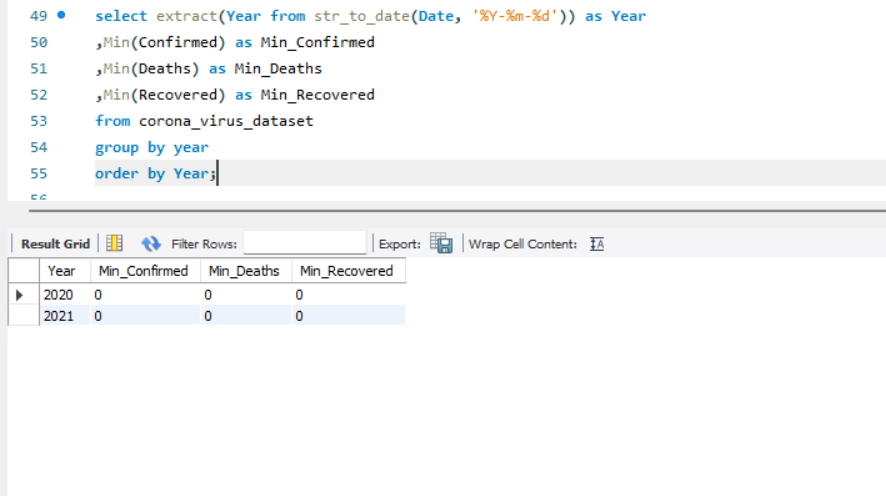 49 select extract(Year from str_to_date(Date, '%Y-%m-%d')) as Year
50 ,Min(Confirmed) as Min_Confirmed
51 ,Min(Deaths) as Min_Deaths
52 ,Min(Recovered) as Min_Recovered
53 from corona_virus_dataset
54 group by year
55 order by Year;
56
Result Grid Filter Rows: Export: Wrap Cell Content: IA
Year Min_Confirmed Min_Deaths Min_Recovered
2020 0 0 0
2021 0 0 0